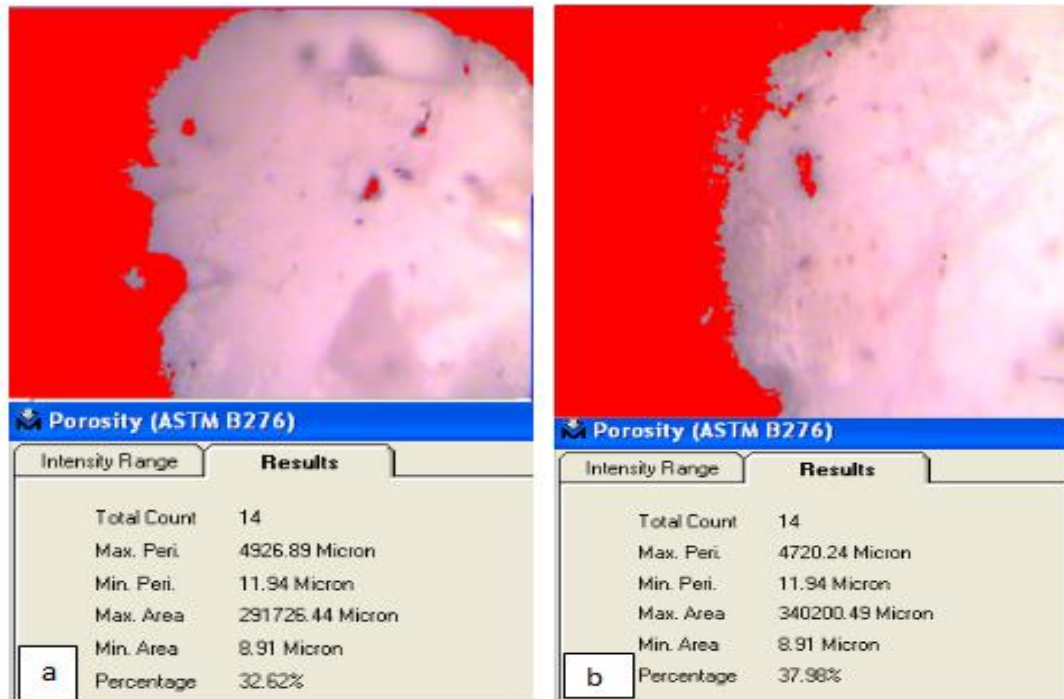 Porosity (ASTM B276)
Intensity Range Results
Total Count 14
Max. Peri. 4926.89 Micron
Min. Peri. 11.94 Micron
Max. Area 291726.44 Micron
Min. Area 8.91 Micron
Percentage 32.62%
a
Porosity (ASTM B276)
Intensity Range Results
Total Count 14
Max. Peri. 4720.24 Micron
Min. Peri. 11.94 Micron
Max. Area 340200.49 Micron
Min. Area 8.91 Micron
Percentage 37.98%
b